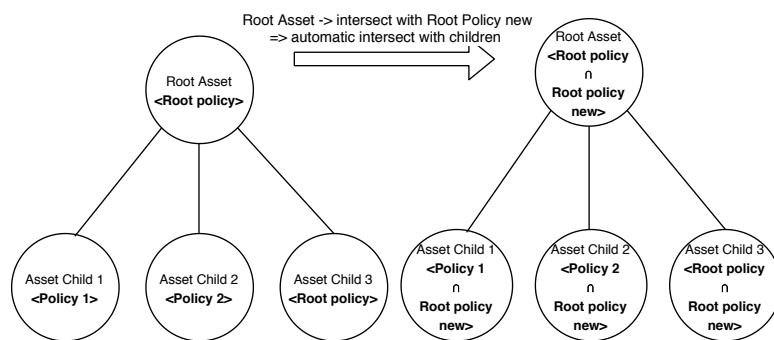 Root Asset -> intersect with Root Policy new
=> automatic intersect with children
Root Asset
<Root policy>
Root Asset
<Root policy
∩
Root policy
new>
Asset Child 1
<Policy 1>
Asset Child 2
<Policy 2>
Asset Child 3
<Root policy>
Asset Child 1
<Policy 1
∩
Root policy
new>
Asset Child 2
<Policy 2
∩
Root policy
new>
Asset Child 3
<Root policy
∩
Root policy
new>